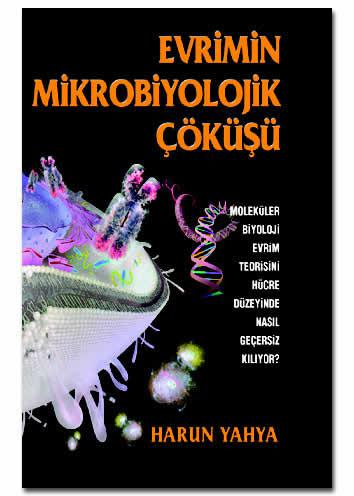 EVRİMİN
MİKROBİYOLOJİK
ÇÖKÜŞÜ
MOLEKÜLER
BİYOLOJİ
EVRİM
TEORİSİNİ
HÜCRE
DÜZEYİNDE
NASIL
GEÇERSİZ
KILIYOR?
HARUN YAHYA